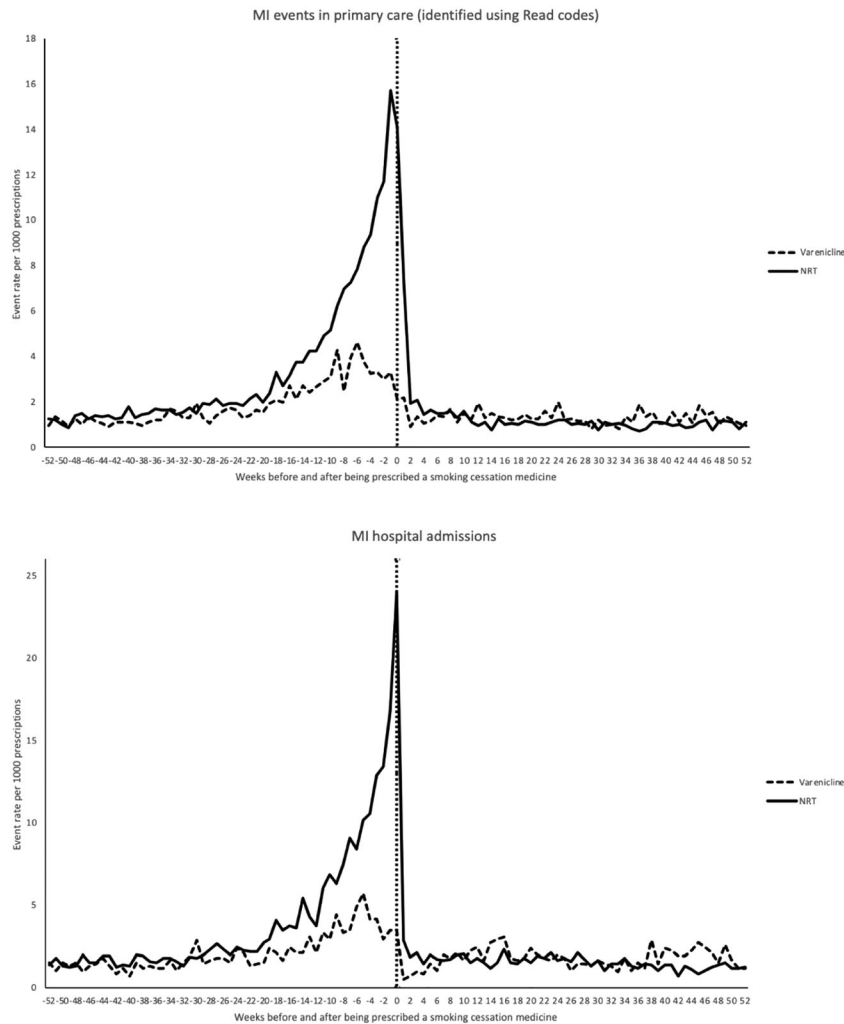 MI events in primary care (identified using Read codes)
18
16
14
12
10
8
6
4
2
0
Event rate per 1000 prescriptions
Varenicline
NRT
-52-50-48-46-44-42-40-38-36-34-32-30-28-26-24-22-20-18-16-14-12-10 -8 -6 -4 -2 0 2 4 6 8 10 12 14 16 18 20 22 24 26 28 30 32 34 36 38 40 42 44 46 48 50 52
Weeks before and after being prescribed a smoking cessation medicine
MI hospital admissions
25
20
15
10
5
0
Event rate per 1000 prescriptions
Varenicline
NRT
-52-50-48-46-44-42-40-38-36-34-32-30-28-26-24-22-20-18-16-14-12-10 -8 -6 -4 -2 0 2 4 6 8 10 12 14 16 18 20 22 24 26 28 30 32 34 36 38 40 42 44 46 48 50 52
Weeks before and after being prescribed a smoking cessation medicine